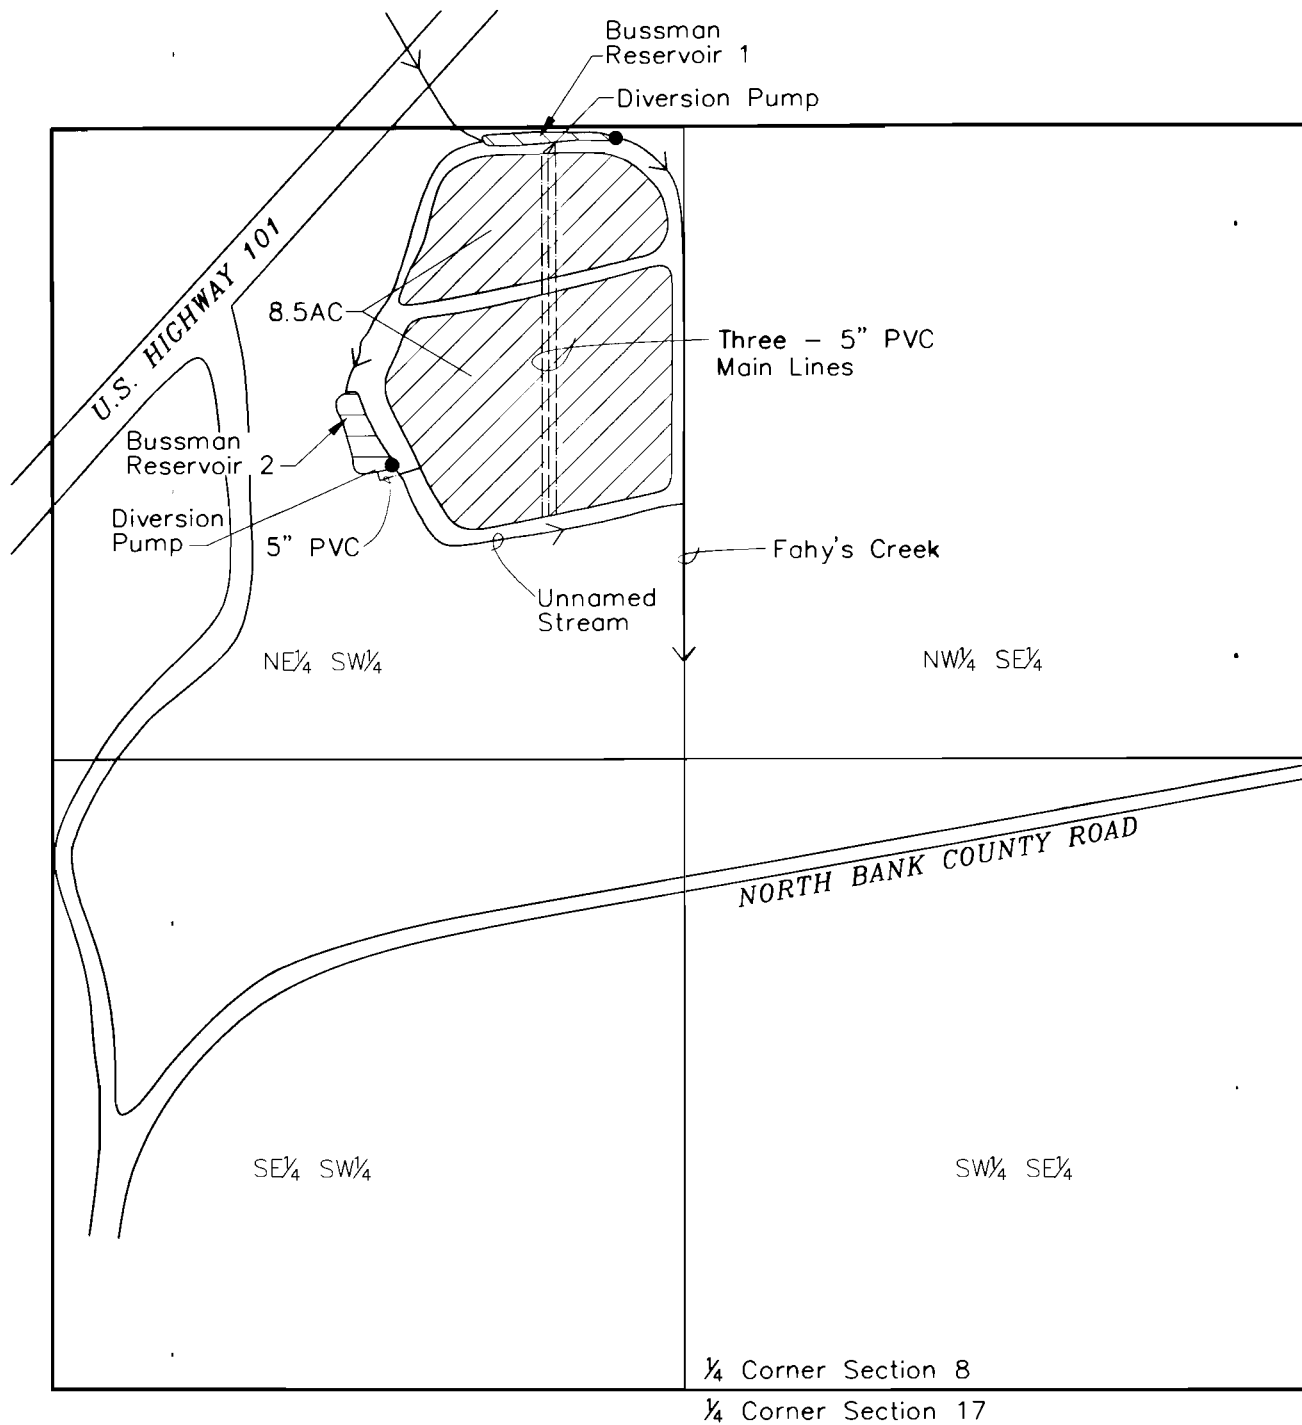 Bussman
Reservoir 1
Diversion Pump
U.S. HIGHWAY 101
8.5AC
Three - 5" PVC
Main Lines
Bussman
Reservoir 2
Diversion
Pump
5" PVC
Fahy's Creek
Unnamed
Stream
NE¼ SW¼
NW¼ SE¼
NORTH BANK COUNTY ROAD
SE¼ SW¼
SW¼ SE¼
¼ Corner Section 8
¼ Corner Section 17